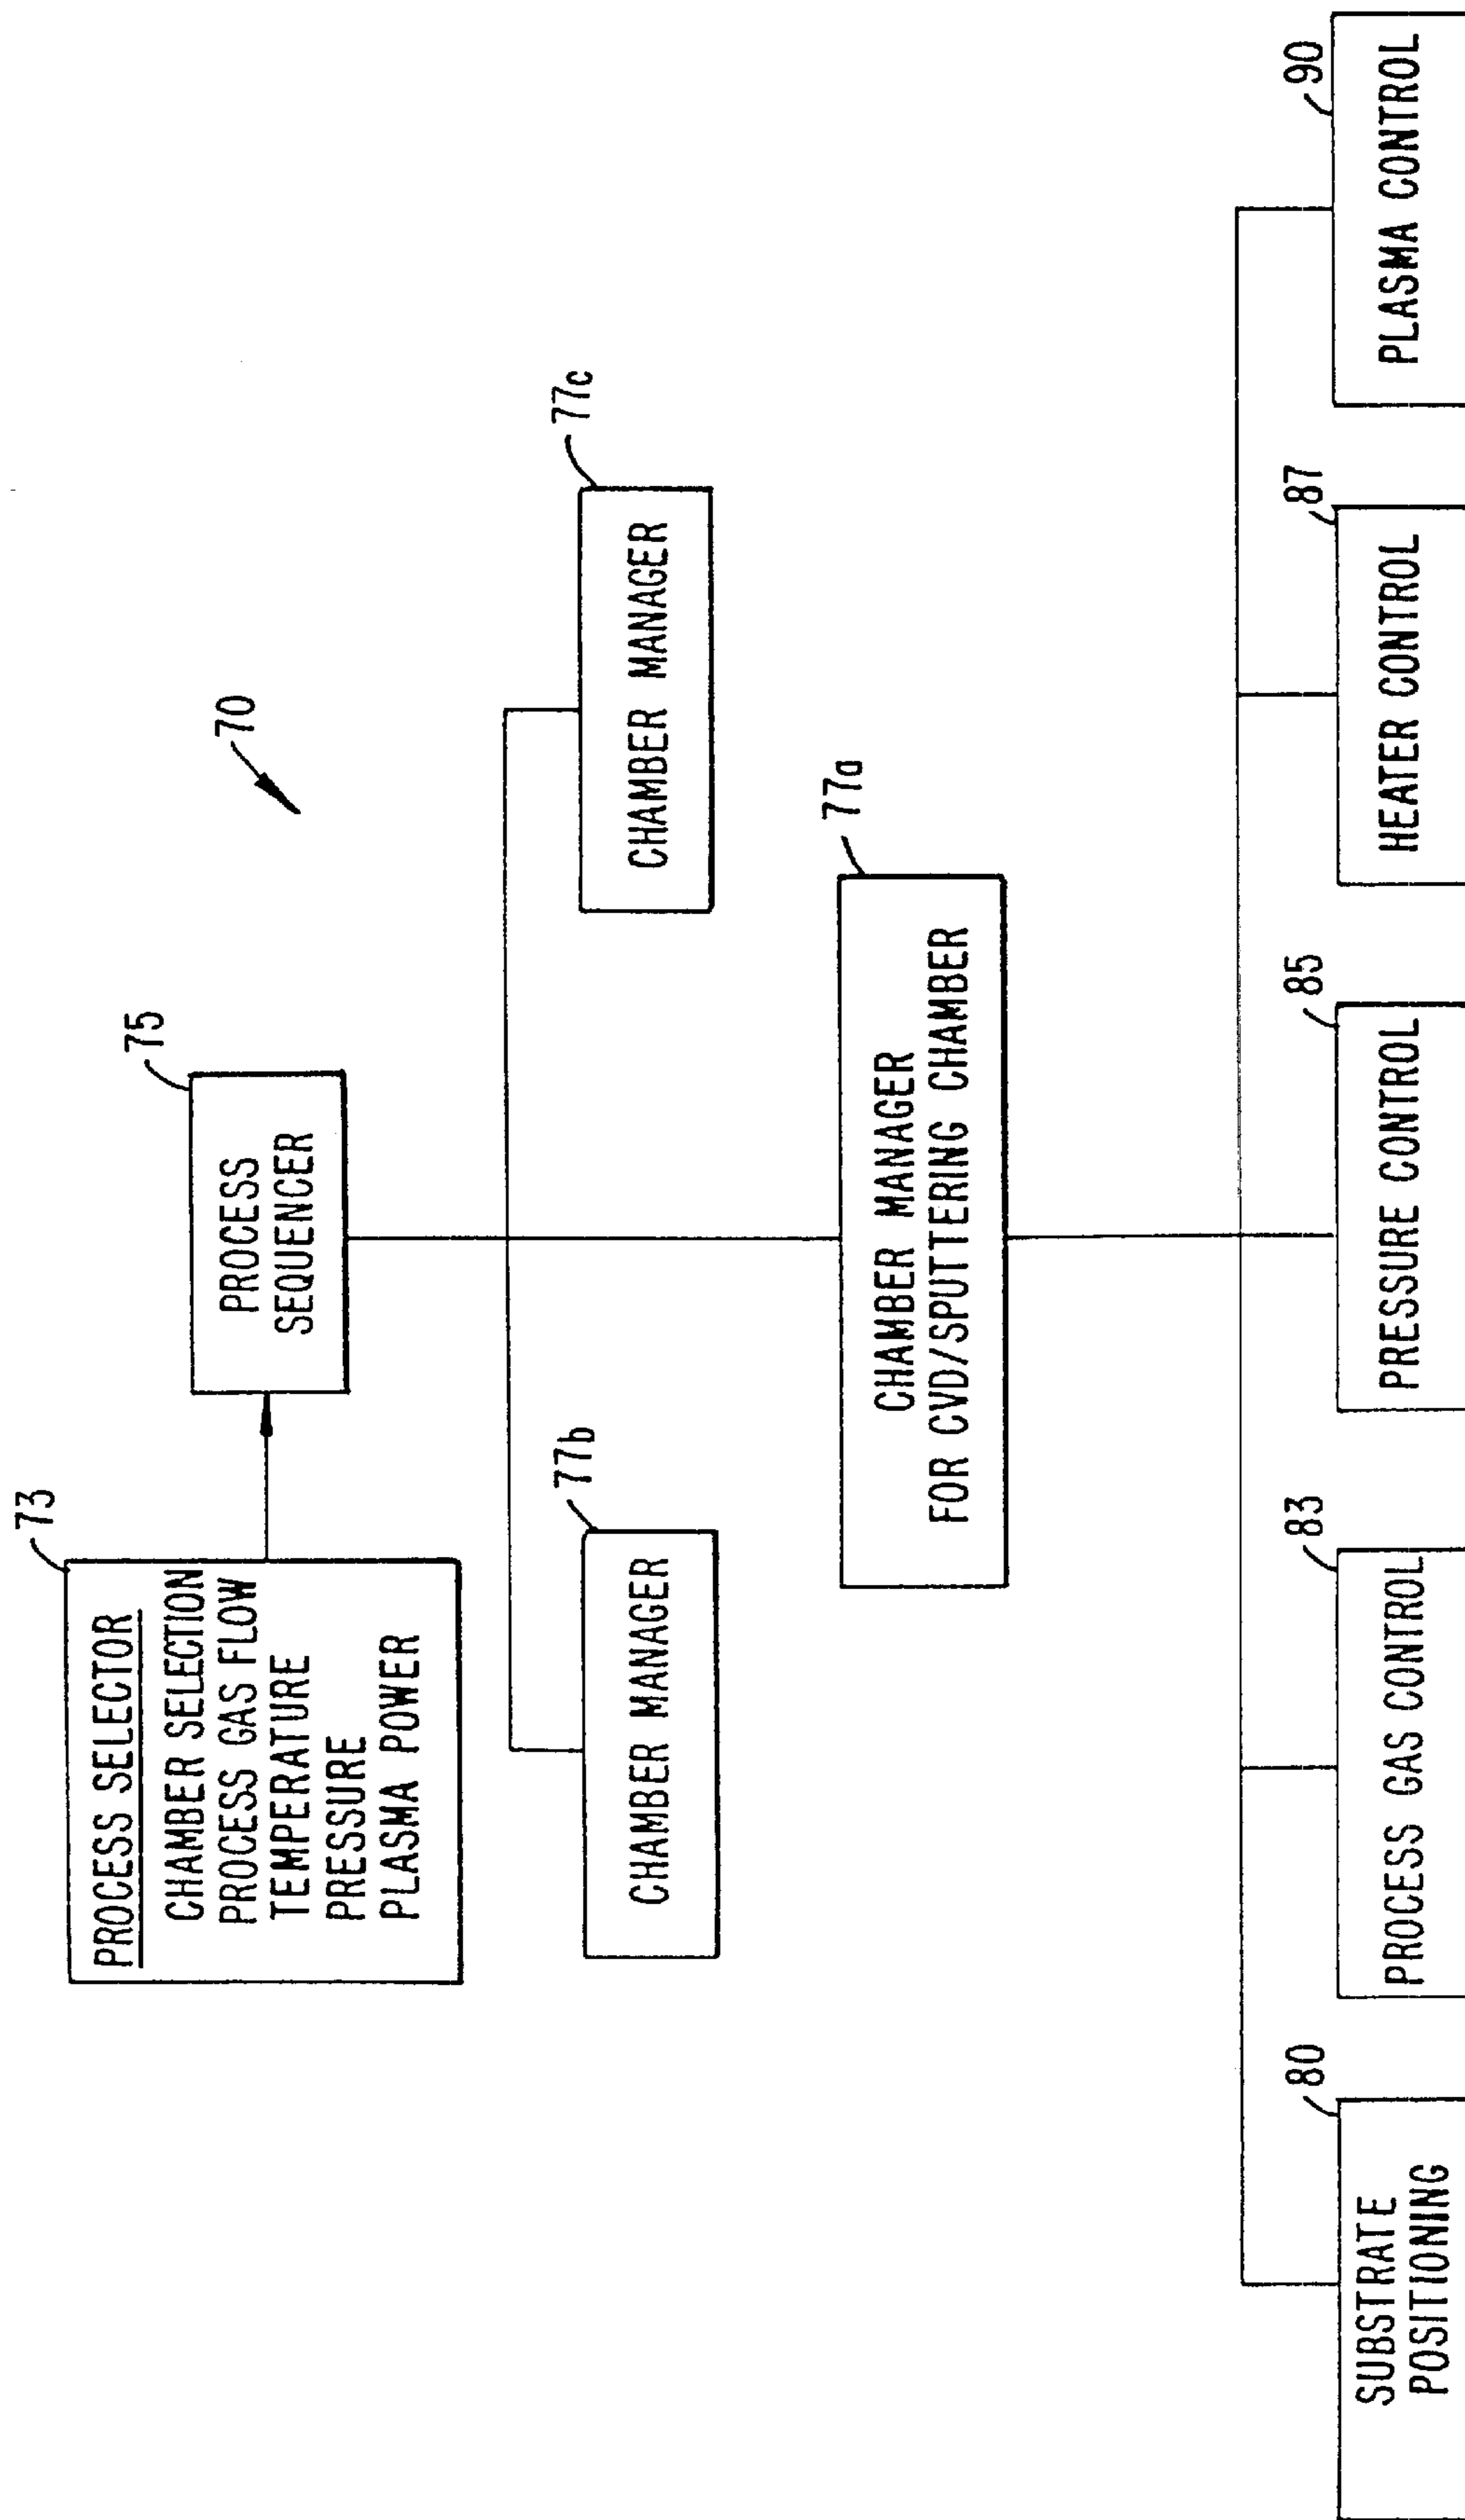 70
73
PROCESS SELECTOR
CHAMBER SELECTION
PROCESS GAS FLOW
TEMPERATURE
PRESSURE
PLASMA POWER
75
PROCESS
SEQUENCER
77b
CHAMBER MANAGER
77c
CHAMBER MANAGER
77a
CHAMBER MANAGER
FOR CVD/SPUTTERING CHAMBER
80
SUBSTRATE
POSITIONING
83
PROCESS GAS CONTROL
85
PRESSURE CONTROL
87
HEATER CONTROL
90
PLASMA CONTROL